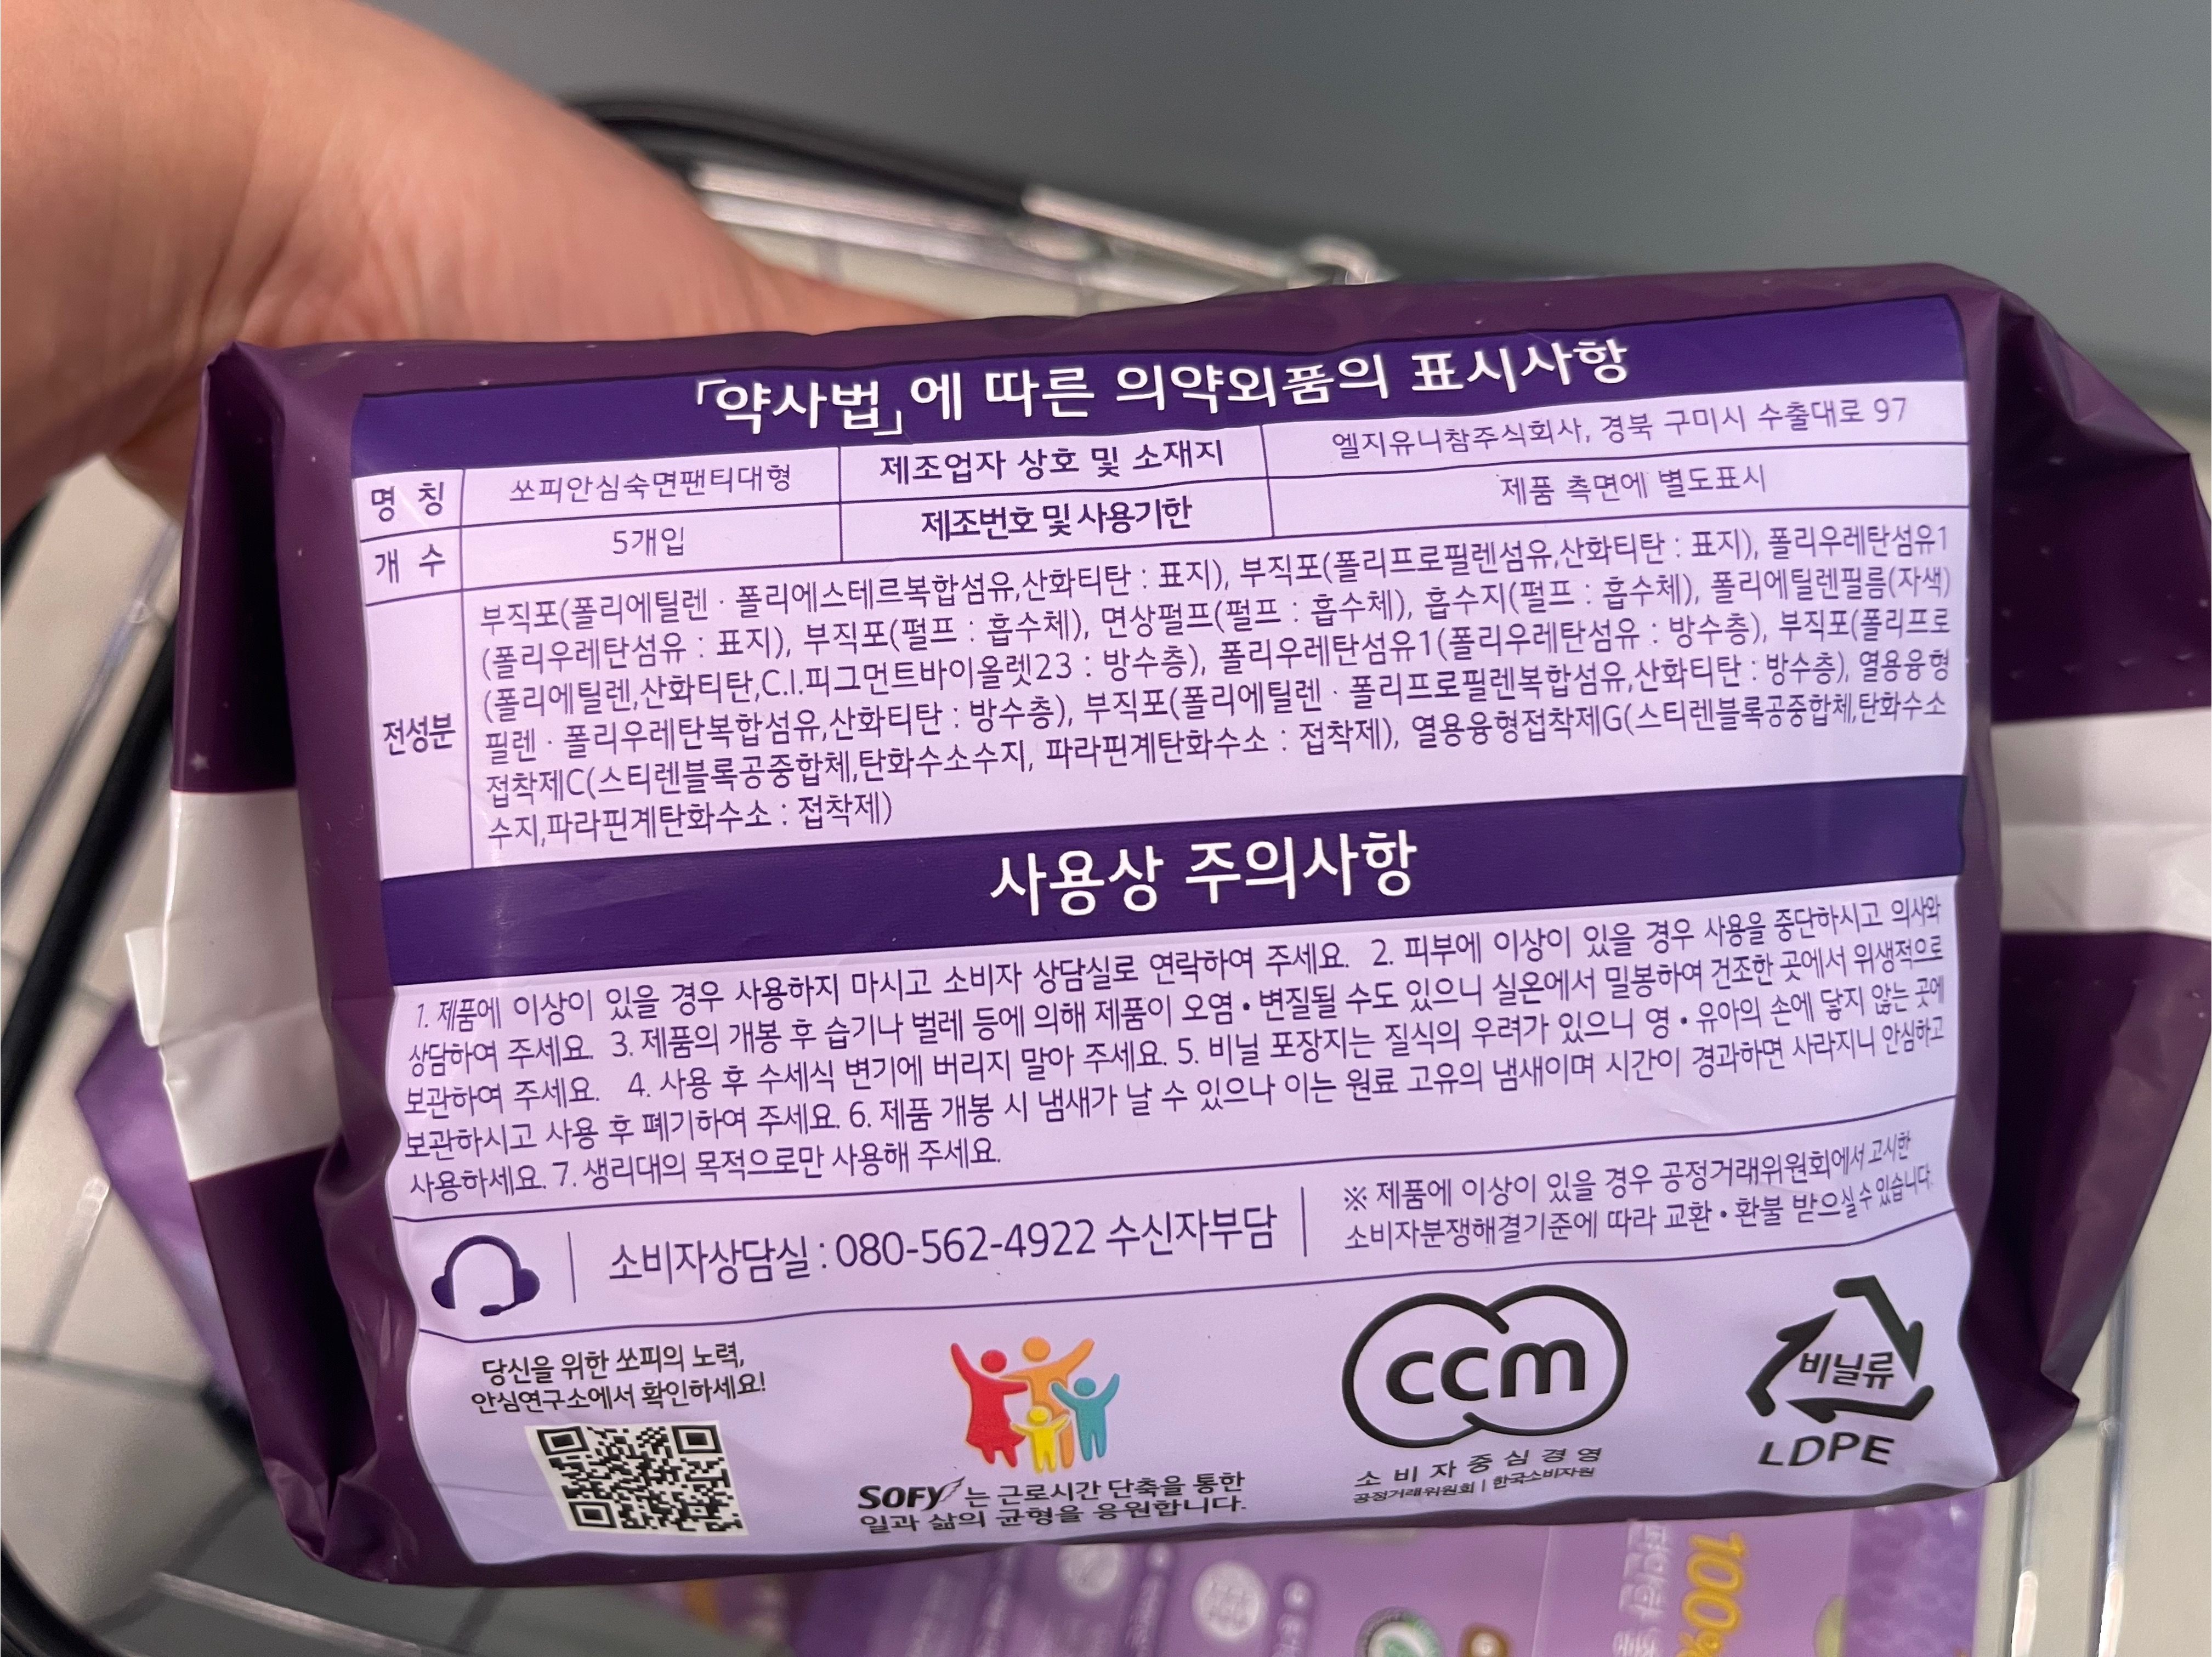 「약사법」에 따른 의약외품의 표시사항
명 칭
쏘피안심숙면팬티대형
제조업자 상호 및 소재지
엘지유니참주식회사, 경북 구미시 수출대로 97
개 수
5개입
제조번호 및 사용기한
제품 측면에 별도표시
전성분
부직포(폴리에틸렌 · 폴리에스테르복합섬유,산화티탄 : 표지), 부직포(폴리프로필렌섬유,산화티탄 : 표지), 폴리우레탄섬유1
(폴리우레탄섬유 : 표지), 부직포(펄프 : 흡수체), 면상펄프(펄프 : 흡수체), 흡수지(펄프 : 흡수체), 폴리에틸렌필름(자색)
(폴리에틸렌,산화티탄,C.I.피그먼트바이올렛23 : 방수층), 폴리우레탄섬유1(폴리우레탄섬유 : 방수층), 부직포(폴리프로
필렌 · 폴리우레탄복합섬유,산화티탄 : 방수층), 부직포(폴리에틸렌 · 폴리프로필렌복합섬유,산화티탄 : 방수층), 열용융형
접착제C(스티렌블록공중합체,탄화수소수지, 파라핀계탄화수소 : 접착제), 열용융형접착제G(스티렌블록공중합체,탄화수소
수지,파라핀계탄화수소 : 접착제)
사용상 주의사항
1. 제품에 이상이 있을 경우 사용하지 마시고 소비자 상담실로 연락하여 주세요. 2. 피부에 이상이 있을 경우 사용을 중단하시고 의사와
상담하여 주세요. 3. 제품의 개봉 후 습기나 벌레 등에 의해 제품이 오염 • 변질될 수도 있으니 실온에서 밀봉하여 건조한 곳에서 위생적으로
보관하여 주세요. 4. 사용 후 수세식 변기에 버리지 말아 주세요. 5. 비닐 포장지는 질식의 우려가 있으니 영 • 유아의 손에 닿지 않는 곳에
보관하시고 사용 후 폐기하여 주세요. 6. 제품 개봉 시 냄새가 날 수 있으나 이는 원료 고유의 냄새이며 시간이 경과하면 사라지니 안심하고
사용하세요. 7. 생리대의 목적으로만 사용해 주세요.
소비자상담실 : 080-562-4922 수신자부담
※ 제품에 이상이 있을 경우 공정거래위원회에서 고시한
소비자분쟁해결기준에 따라 교환 • 환불 받으실 수 있습니다.
당신을 위한 쏘피의 노력,
안심연구소에서 확인하세요!
SOFY는 근로시간 단축을 통한
일과 삶의 균형을 응원합니다.
ccm
소비자중심경영
공정거래위원회 | 한국소비자원
비닐류
LDPE
100%